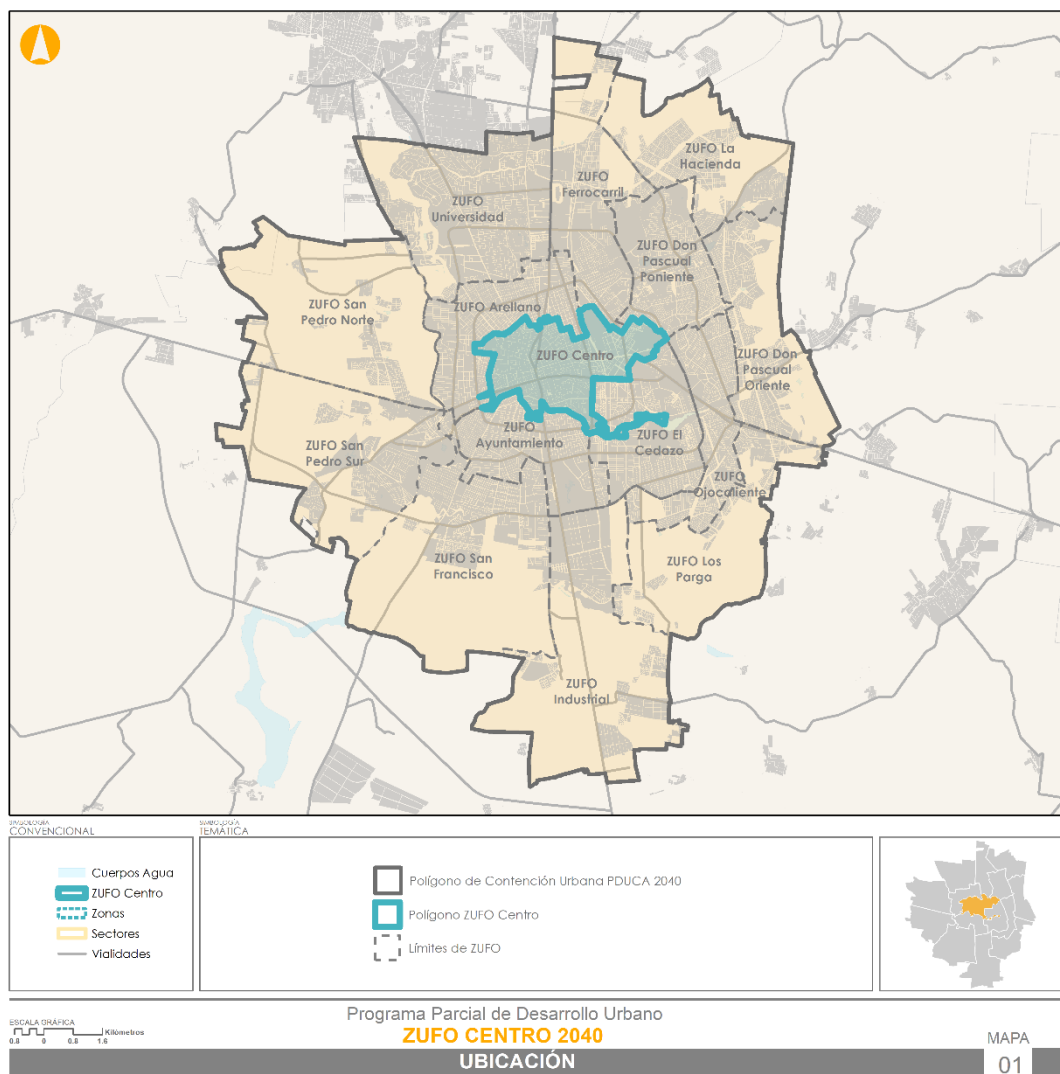 ZUFO La
Hacienda
ZUFO
Ferrocarril
ZUFO
Universidad
ZUFO Don
Pascual
Poniente
ZUFO San
Pedro Norte
ZUFO Arellano
ZUFO Centro
ZUFO Don
Pascual
Oriente
ZUFO
Ayuntamiento
ZUFO El
Cedazo
ZUFO San
Pedro Sur
ZUFO
Ojocaliente
ZUFO San
Francisco
ZUFO Los
Parga
ZUFO
Industrial
SIMBOLOGÍA
CONVENCIONAL
Cuerpos Agua
ZUFO Centro
Zonas
Sectores
Vialidades
SIMBOLOGÍA
TEMÁTICA
Polígono de Contención Urbana PDUCA 2040
Polígono ZUFO Centro
Límites de ZUFO
ESCALA GRÁFICA
Kilómetros
0.8 0 0.8 1.6
Programa Parcial de Desarrollo Urbano
ZUFO CENTRO 2040
UBICACIÓN
MAPA
01